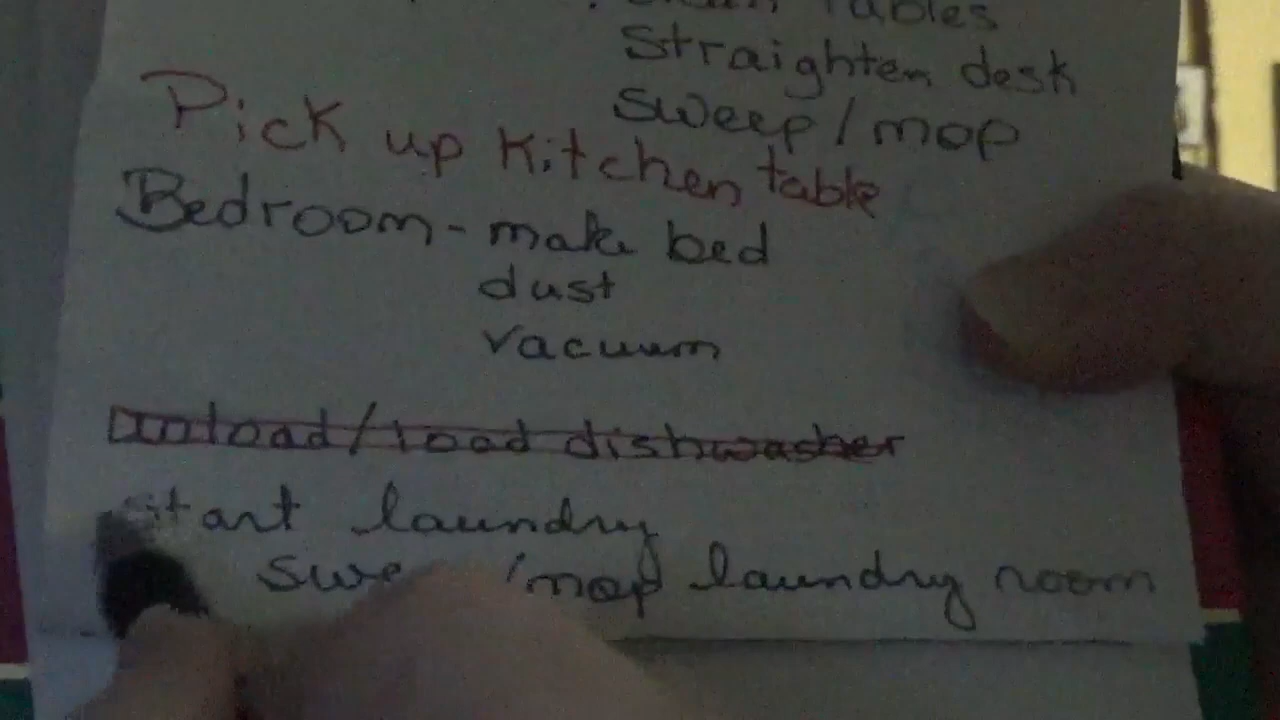 Tables
Straighten desk
Sweep/mop
Pick up Kitchen table
Bedroom - make bed
dust
vacuum
Unload/load dishwasher
Start laundry
/mop laundry room